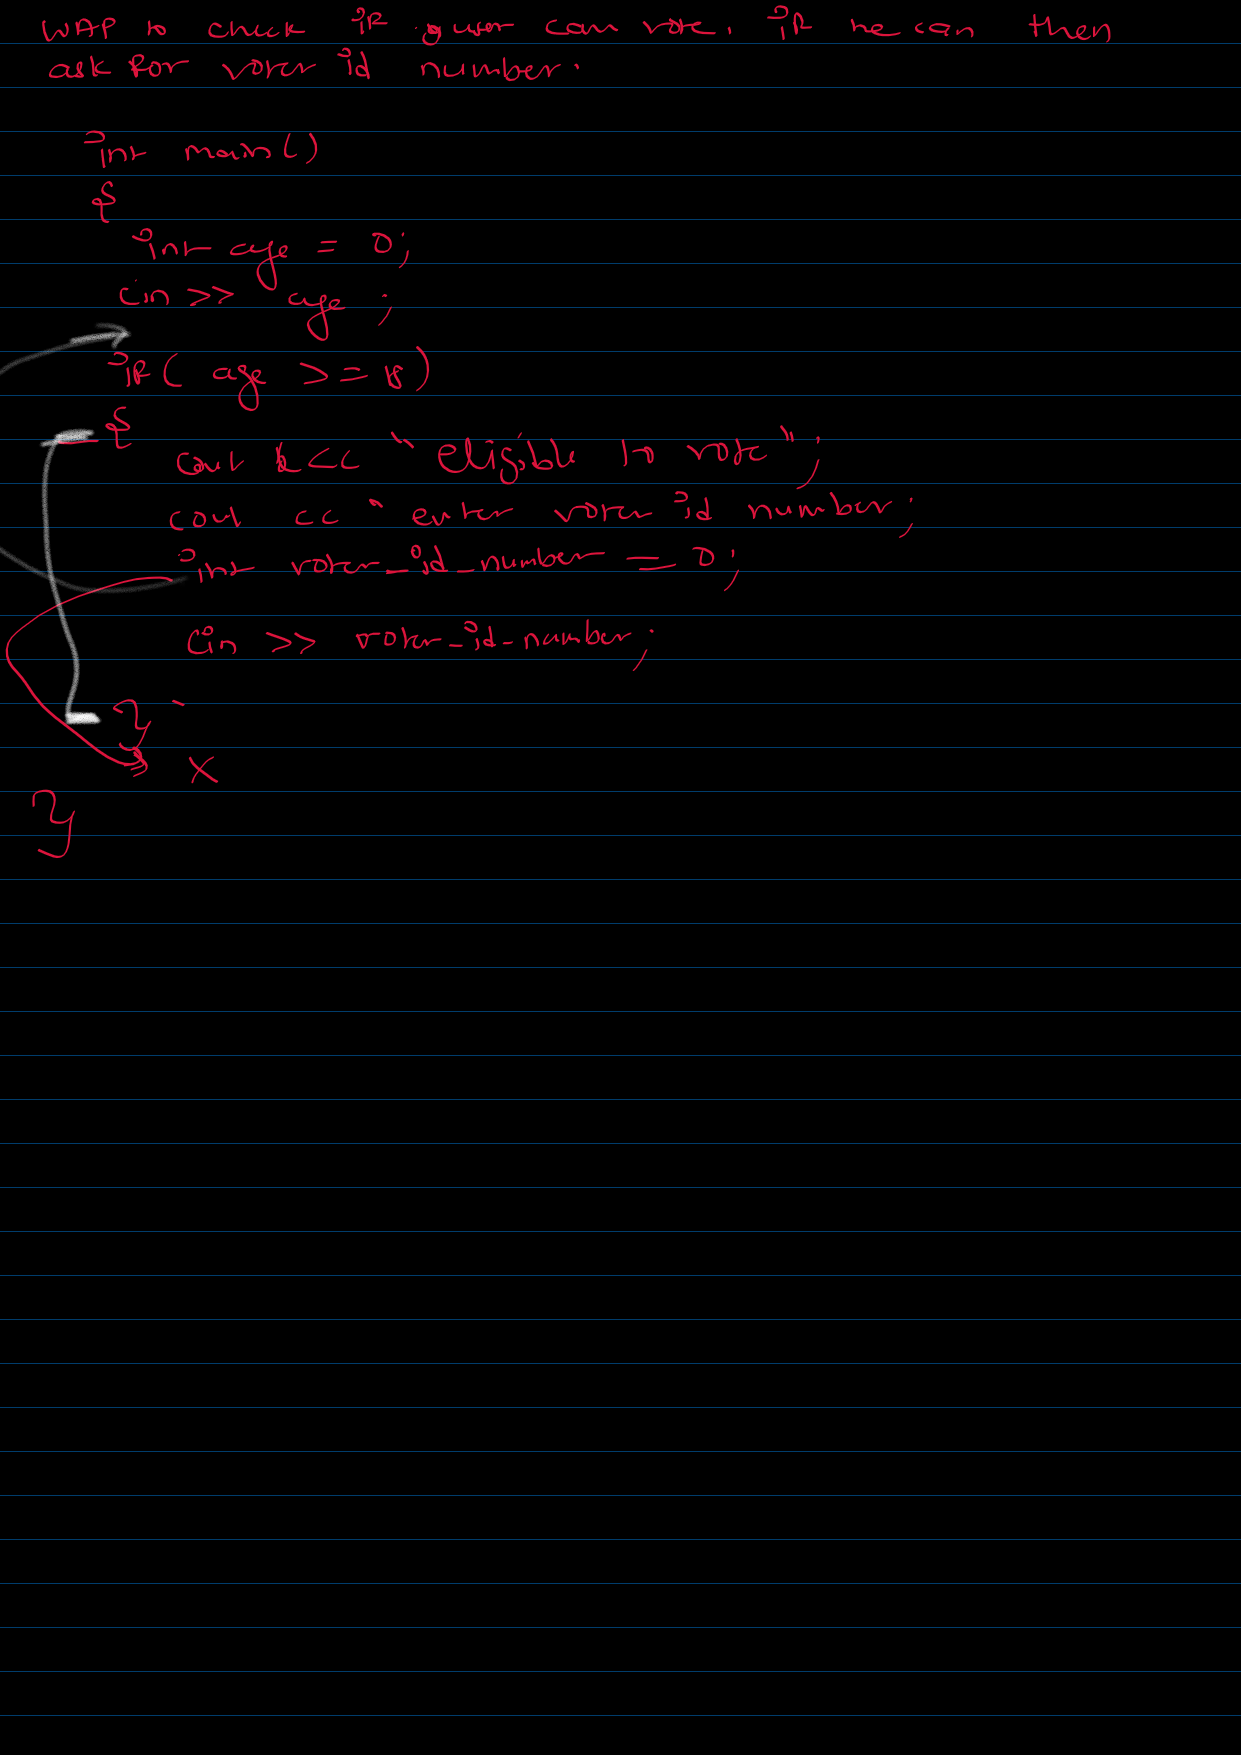 WAP to check if a user can vote. if he can then
ask for voter id number.
int main()
{
int age = 0;
cin >> age ;
if( age >= 18)
{
cout << "eligible to vote";
cout << "enter voter id number;
int voter_id_number = 0;
cin >> voter_id_number;
}
x
}